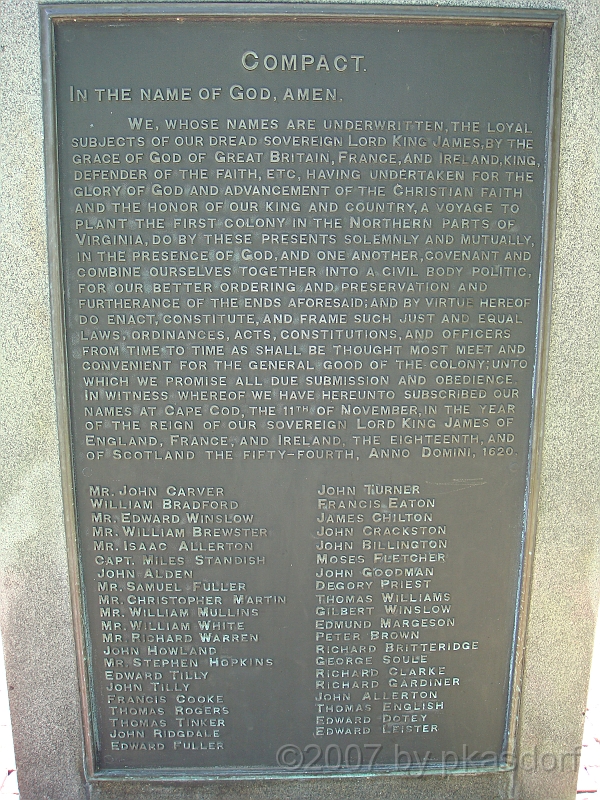 COMPACT.
IN THE NAME OF GOD, AMEN.
WE, WHOSE NAMES ARE UNDERWRITTEN, THE LOYAL
SUBJECTS OF OUR DREAD SOVEREIGN LORD KING JAMES, BY THE
GRACE OF GOD OF GREAT BRITAIN, FRANCE, AND IRELAND, KING,
DEFENDER OF THE FAITH, ETC, HAVING UNDERTAKEN FOR THE
GLORY OF GOD AND ADVANCEMENT OF THE CHRISTIAN FAITH
AND THE HONOR OF OUR KING AND COUNTRY, A VOYAGE TO
PLANT THE FIRST COLONY IN THE NORTHERN PARTS OF
VIRGINIA, DO BY THESE PRESENTS SOLEMNLY AND MUTUALLY,
IN THE PRESENCE OF GOD, AND ONE ANOTHER, COVENANT AND
COMBINE OURSELVES TOGETHER INTO A CIVIL BODY POLITIC,
FOR OUR BETTER ORDERING AND PRESERVATION AND
FURTHERANCE OF THE ENDS AFORESAID; AND BY VIRTUE HEREOF
DO ENACT, CONSTITUTE, AND FRAME SUCH JUST AND EQUAL
LAWS, ORDINANCES, ACTS, CONSTITUTIONS, AND OFFICERS
FROM TIME TO TIME AS SHALL BE THOUGHT MOST MEET AND
CONVENIENT FOR THE GENERAL GOOD OF THE COLONY; UNTO
WHICH WE PROMISE ALL DUE SUBMISSION AND OBEDIENCE.
IN WITNESS WHEREOF WE HAVE HEREUNTO SUBSCRIBED OUR
NAMES AT CAPE COD, THE 11TH OF NOVEMBER, IN THE YEAR
OF THE REIGN OF OUR SOVEREIGN LORD KING JAMES OF
ENGLAND, FRANCE, AND IRELAND, THE EIGHTEENTH, AND
OF SCOTLAND THE FIFTY-FOURTH, ANNO DOMINI, 1620.
MR. JOHN CARVER
WILLIAM BRADFORD
MR. EDWARD WINSLOW
MR. WILLIAM BREWSTER
MR. ISAAC ALLERTON
CAPT. MILES STANDISH
JOHN ALDEN
MR. SAMUEL FULLER
MR. CHRISTOPHER MARTIN
MR. WILLIAM MULLINS
MR. WILLIAM WHITE
MR. RICHARD WARREN
JOHN HOWLAND
MR. STEPHEN HOPKINS
EDWARD TILLY
JOHN TILLY
FRANCIS COOKE
THOMAS ROGERS
THOMAS TINKER
JOHN RIDGDALE
EDWARD FULLER
JOHN TURNER
FRANCIS EATON
JAMES CHILTON
JOHN CRACKSTON
JOHN BILLINGTON
MOSES FLETCHER
JOHN GOODMAN
DEGORY PRIEST
THOMAS WILLIAMS
GILBERT WINSLOW
EDMUND MARGESON
PETER BROWN
RICHARD BRITTERIDGE
GEORGE SOULE
RICHARD CLARKE
RICHARD GARDINER
JOHN ALLERTON
THOMAS ENGLISH
EDWARD DOTEY
EDWARD LEISTER
©2007 by pkasdorf